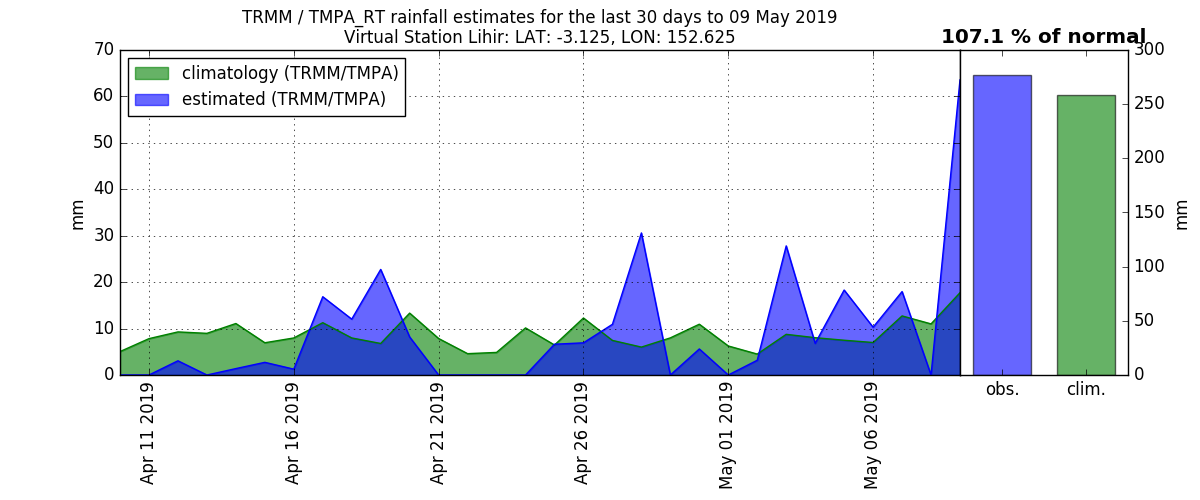 TRMM / TMPA_RT rainfall estimates for the last 30 days to 09 May 2019
Virtual Station Lihir: LAT: -3.125, LON: 152.625
107.1 % of normal
climatology (TRMM/TMPA)
estimated (TRMM/TMPA)
70
60
50
40
30
20
10
0
mm
Apr 11 2019
Apr 16 2019
Apr 21 2019
Apr 26 2019
May 01 2019
May 06 2019
300
250
200
150
100
50
0
mm
obs.
clim.